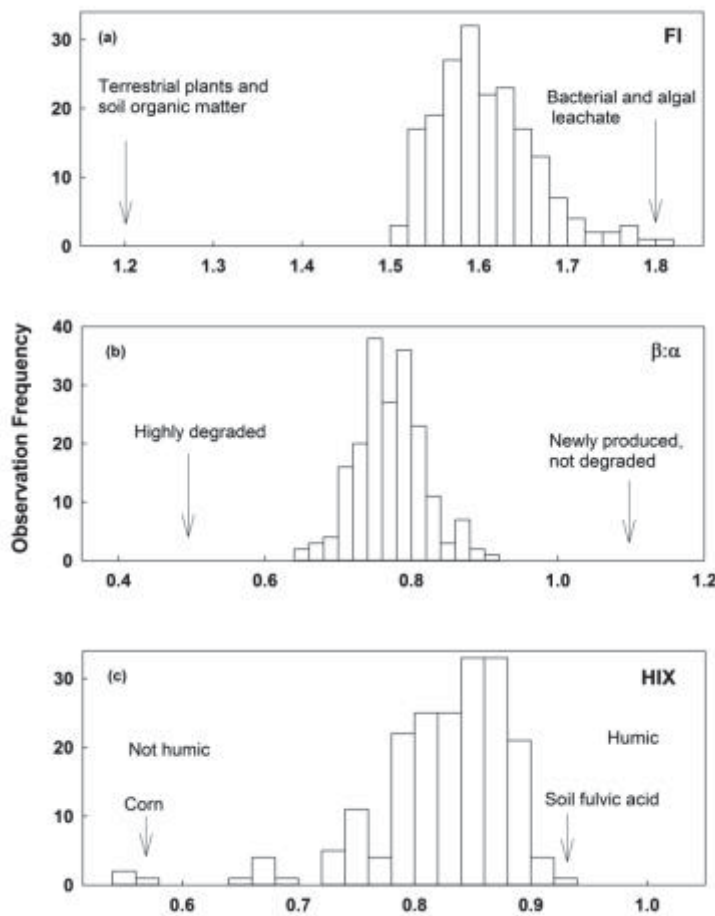 (a) FI
Terrestrial plants and
soil organic matter
Bacterial and algal
leachate
30
20
10
0
1.2 1.3 1.4 1.5 1.6 1.7 1.8
Observation Frequency
(b) β:α
40
30
20
10
0
Highly degraded
Newly produced,
not degraded
0.4 0.6 0.8 1.0 1.2
(c) HIX
30
20
10
0
Not humic
Humic
Corn
Soil fulvic acid
0.6 0.7 0.8 0.9 1.0